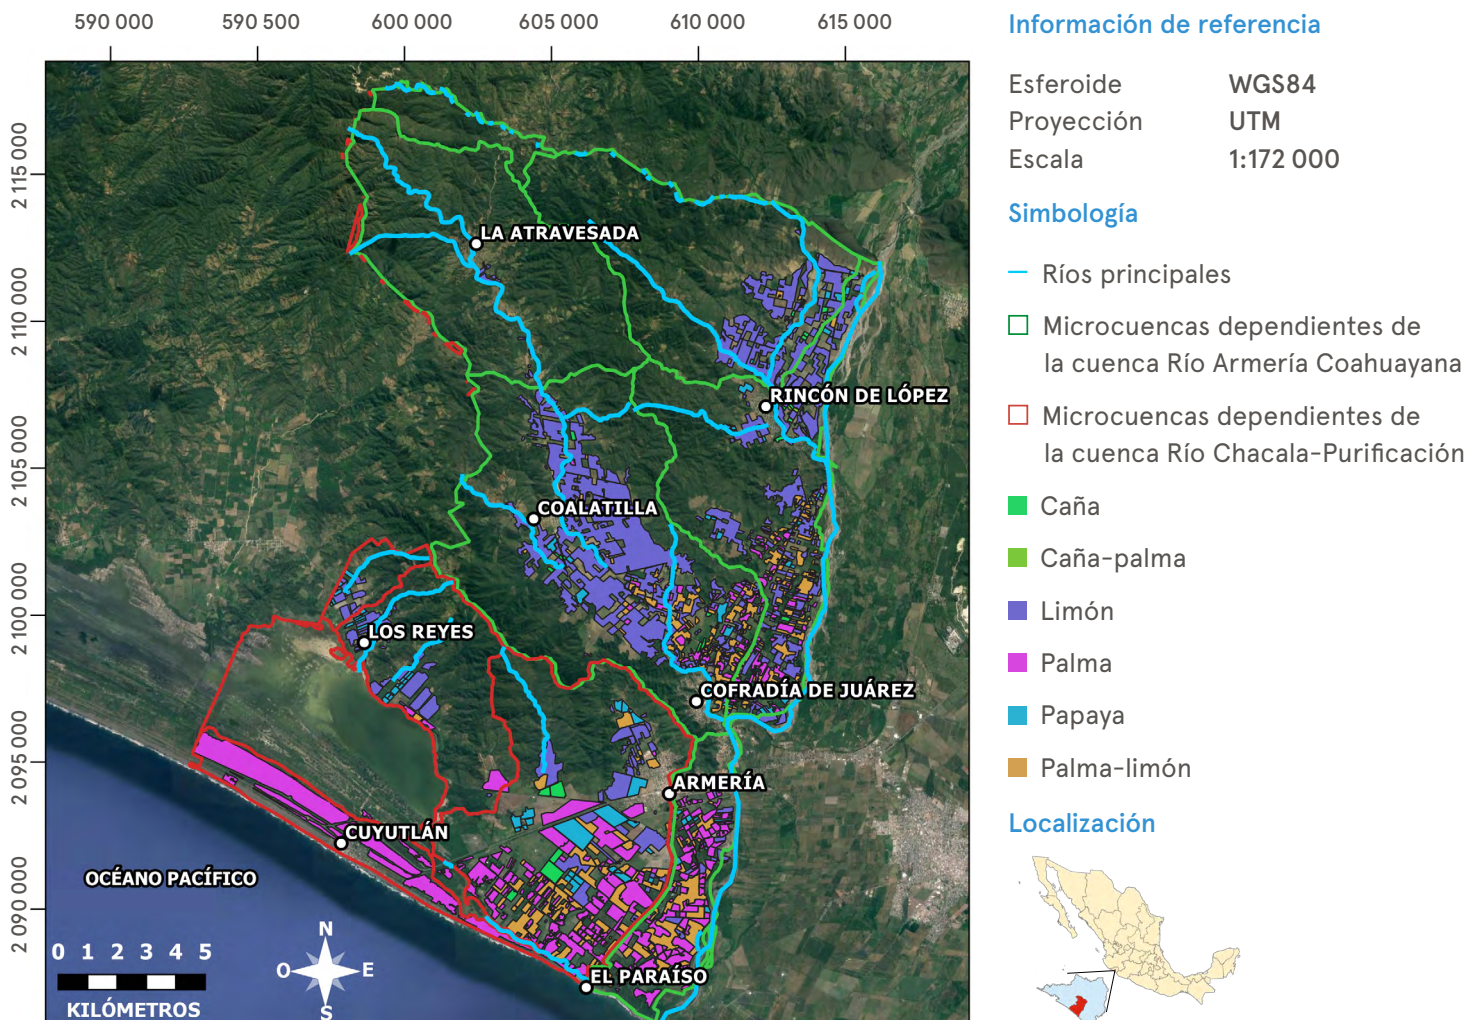 590 000 590 500 600 000 605 000 610 000 615 000
2 115 000
2 110 000
2 105 000
2 100 000
2 095 000
2 090 000
LA ATRAVESADA
RINCÓN DE LÓPEZ
COALATILLA
LOS REYES
COFRADÍA DE JUÁREZ
ARMERÍA
CUYUTLÁN
OCÉANO PACÍFICO
EL PARAÍSO
0 1 2 3 4 5
KILÓMETROS
N
O E
S
Información de referencia
Esferoide WGS84
Proyección UTM
Escala 1:172 000
Simbología
Ríos principales
Microcuencas dependientes de
la cuenca Río Armería Coahuayana
Microcuencas dependientes de
la cuenca Río Chacala-Purificación
Caña
Caña-palma
Limón
Palma
Papaya
Palma-limón
Localización